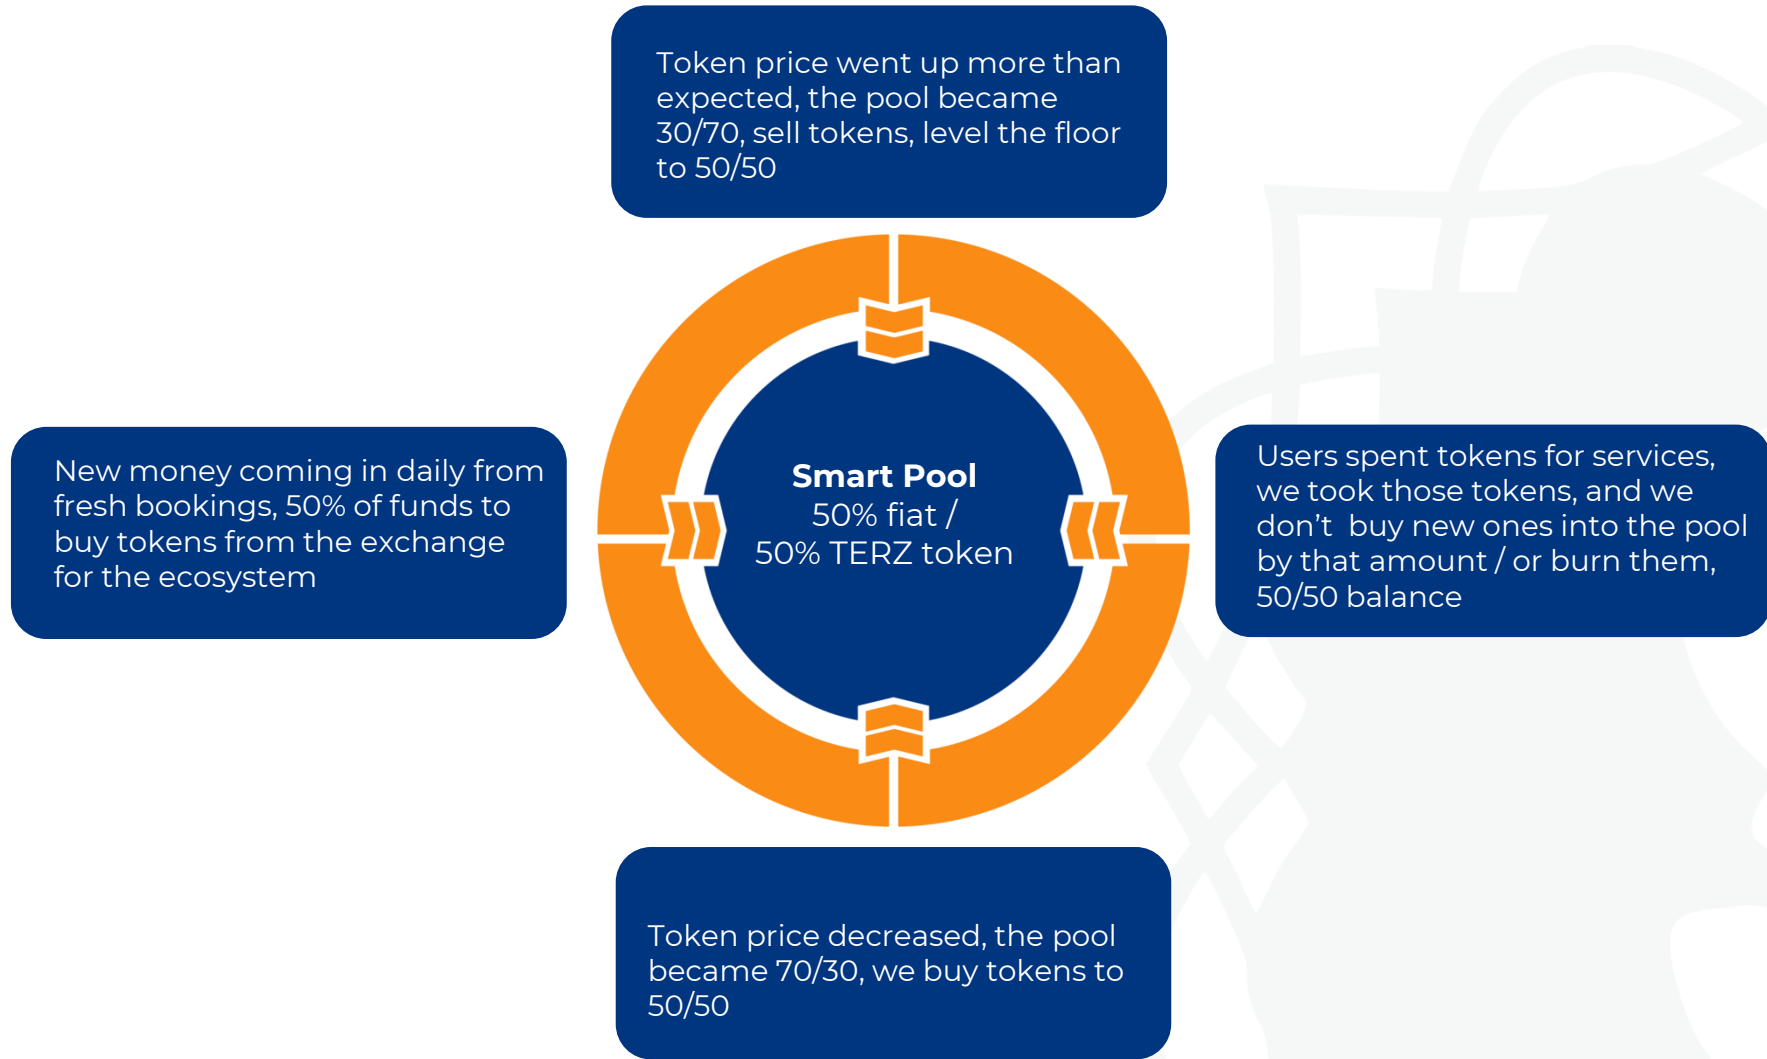 Token price went up more than
expected, the pool became
30/70, sell tokens, level the floor
to 50/50
New money coming in daily from
fresh bookings, 50% of funds to
buy tokens from the exchange
for the ecosystem
Smart Pool
50% fiat /
50% TERZ token
Users spent tokens for services,
we took those tokens, and we
don’t  buy new ones into the pool
by that amount / or burn them,
50/50 balance
Token price decreased, the pool
became 70/30, we buy tokens to
50/50